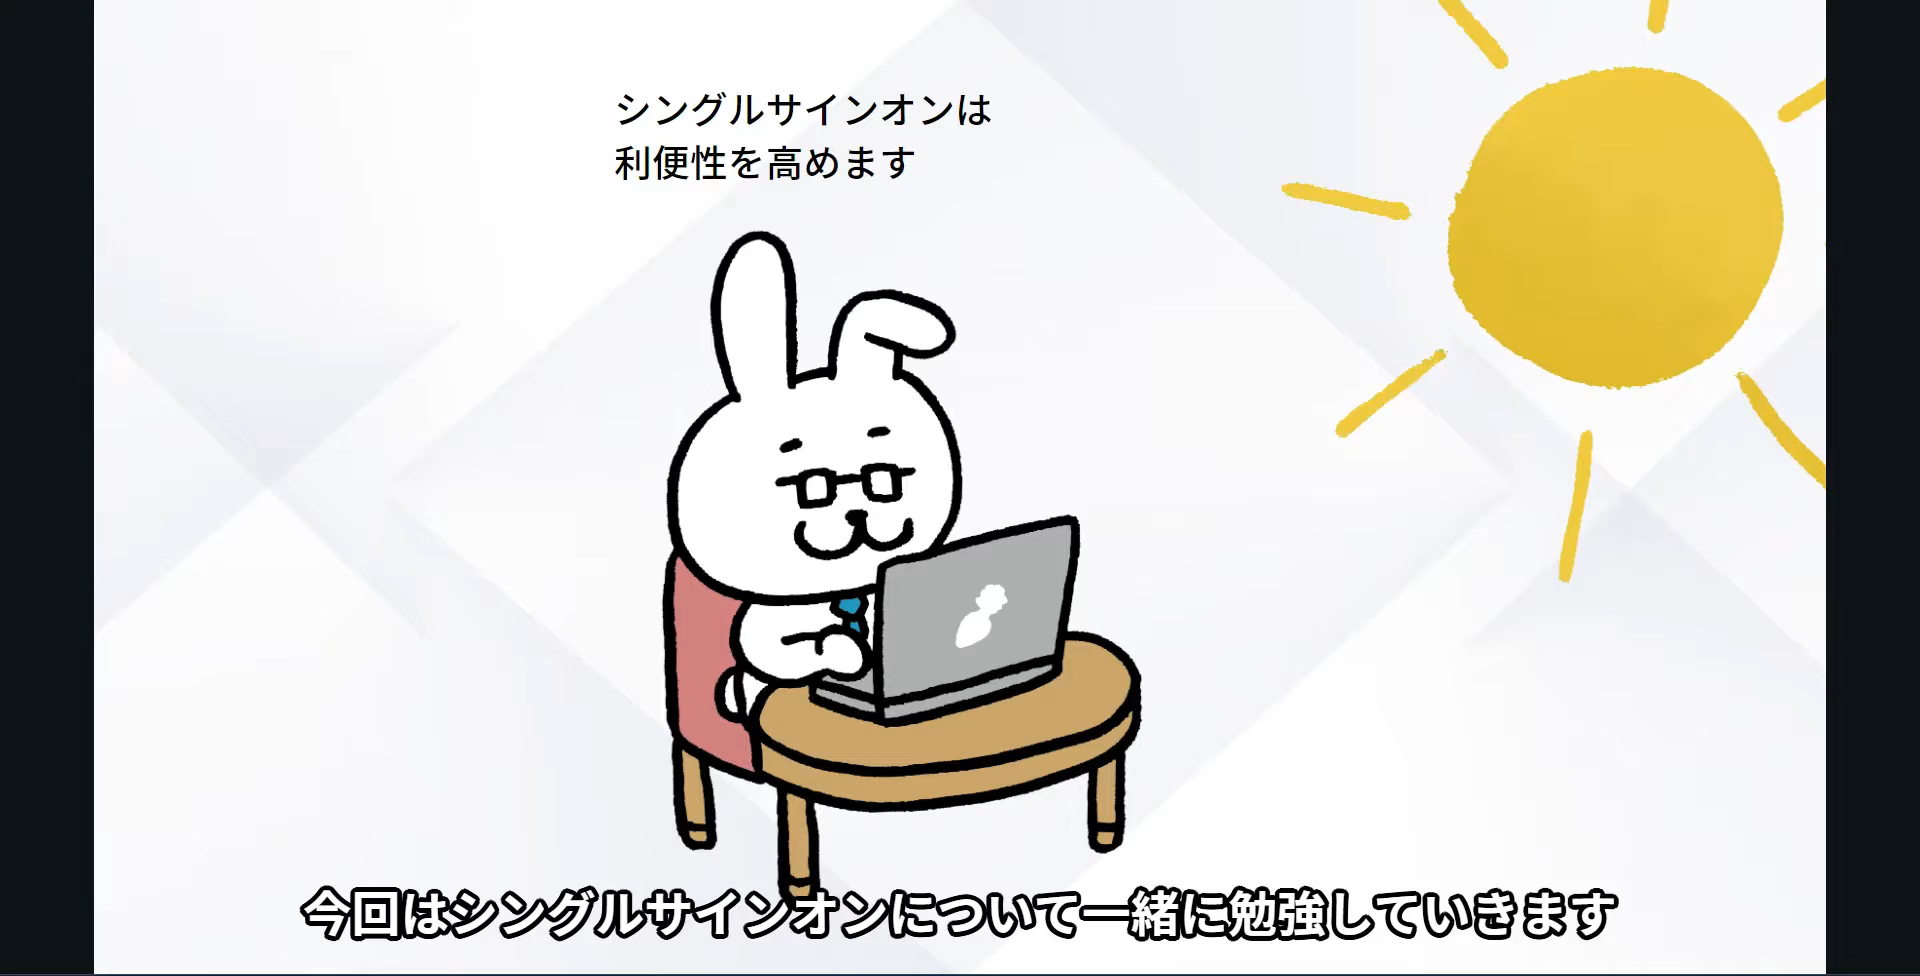 シングルサインオンは
利便性を高めます
今回はシングルサインオンについて一緒に勉強していきます